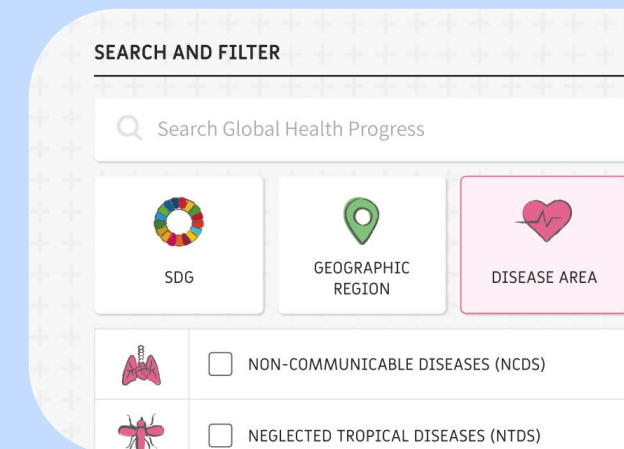 SEARCH AND FILTER
Search Global Health Progress
SDG
GEOGRAPHIC
REGION
DISEASE AREA
NON-COMMUNICABLE DISEASES (NCDS)
NEGLECTED TROPICAL DISEASES (NTDS)